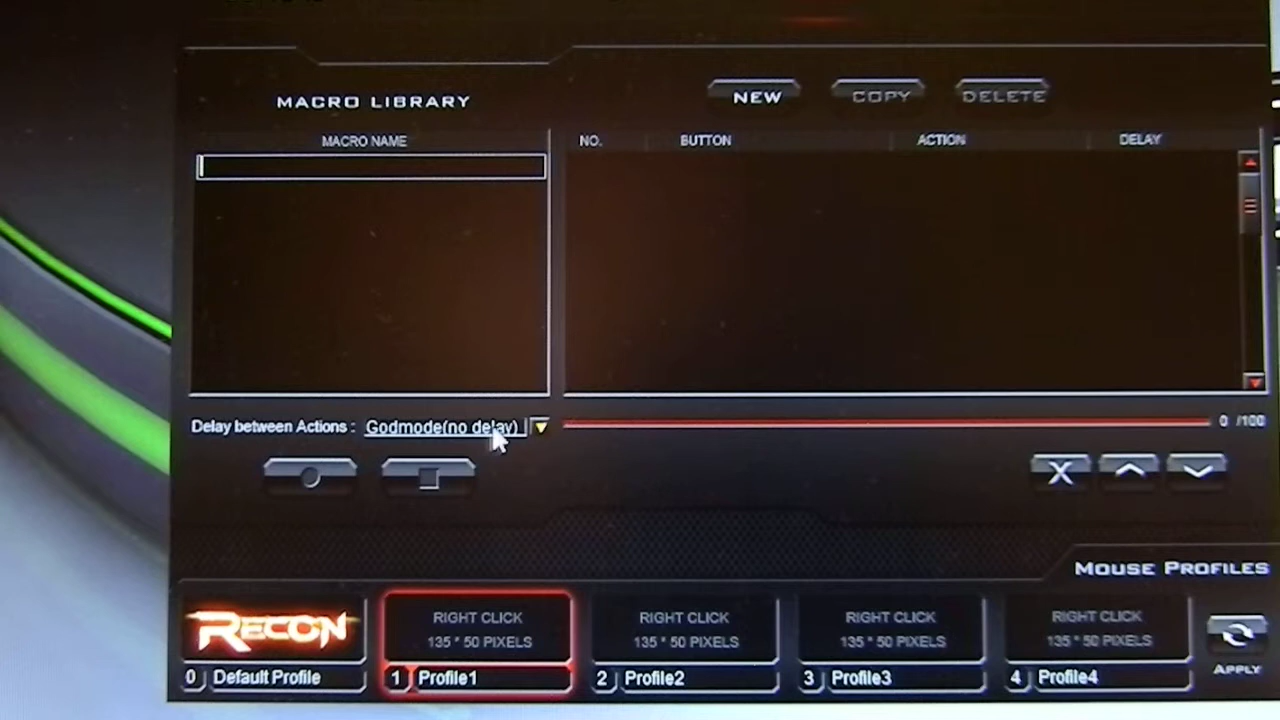 MACRO LIBRARY
NEW
COPY
DELETE
MACRO NAME
NO.
BUTTON
ACTION
DELAY
Delay between Actions : Godmode(no delay)
0 /100
MOUSE PROFILES
RECON
RIGHT CLICK
135 * 50 PIXELS
RIGHT CLICK
135 * 50 PIXELS
RIGHT CLICK
135 * 50 PIXELS
RIGHT CLICK
135 * 50 PIXELS
APPLY
0 Default Profile
1 Profile1
2 Profile2
3 Profile3
4 Profile4